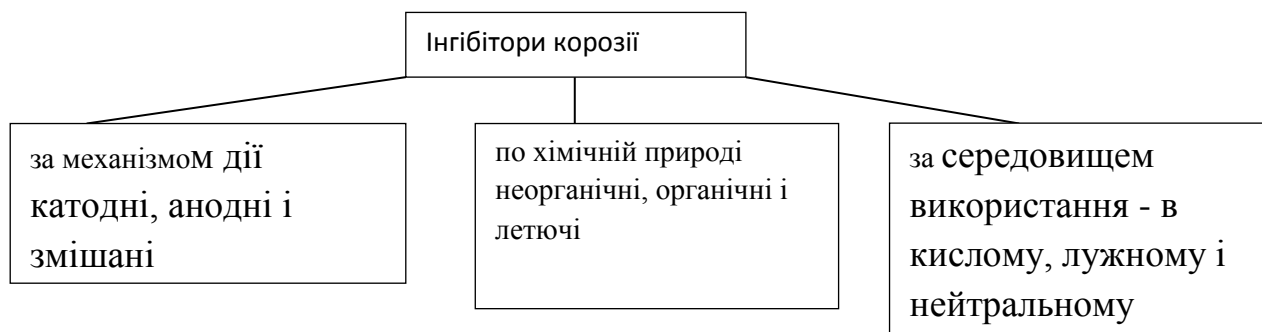 Інгібітори корозії
за механізмом дії
катодні, анодні і
змішані
по хімічній природі
неорганічні, органічні і
летючі
за середовищем
використання - в
кислому, лужному і
нейтральному